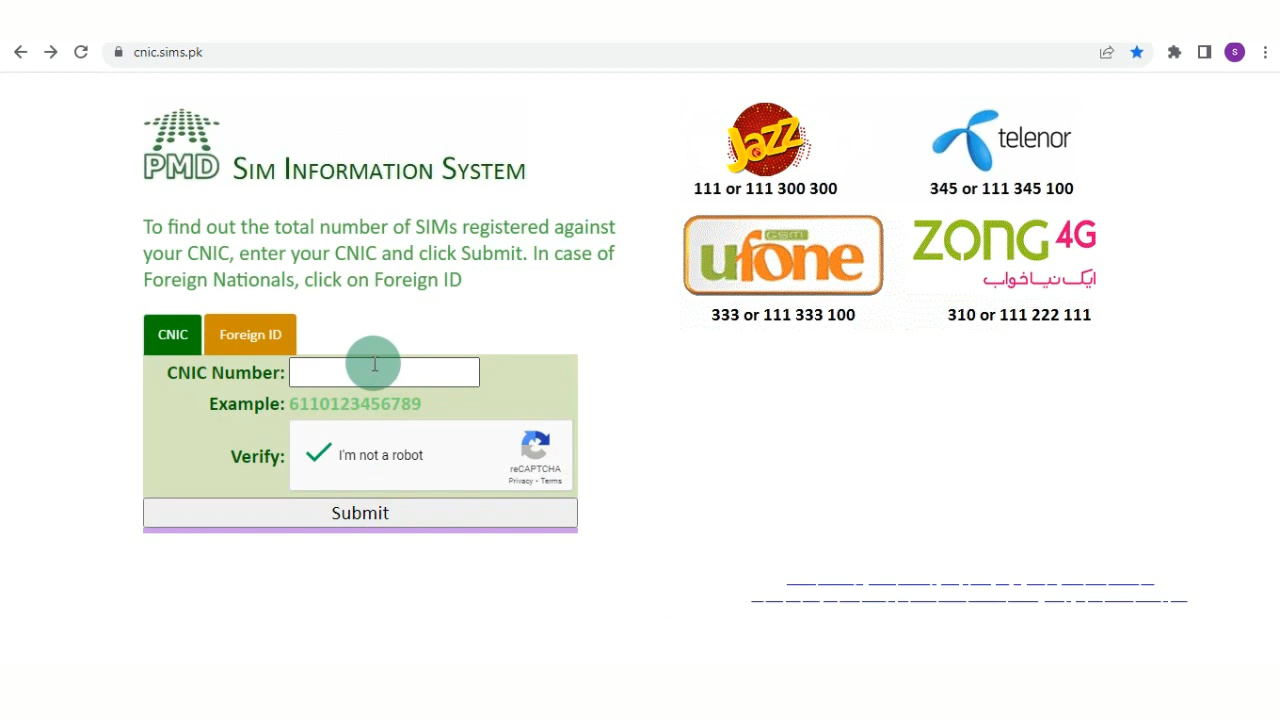 cnic.sims.pk
S
PMD SIM INFORMATION SYSTEM
To find out the total number of SIMs registered against
your CNIC, enter your CNIC and click Submit. In case of
Foreign Nationals, click on Foreign ID
CNIC
Foreign ID
CNIC Number:
Example: 6110123456789
Verify:
I'm not a robot
reCAPTCHA
Privacy - Terms
Submit
Jazz
111 or 111 300 300
telenor
345 or 111 345 100
GSM
ufone
333 or 111 333 100
ZONG 4G
ایک نیا خواب
310 or 111 222 111